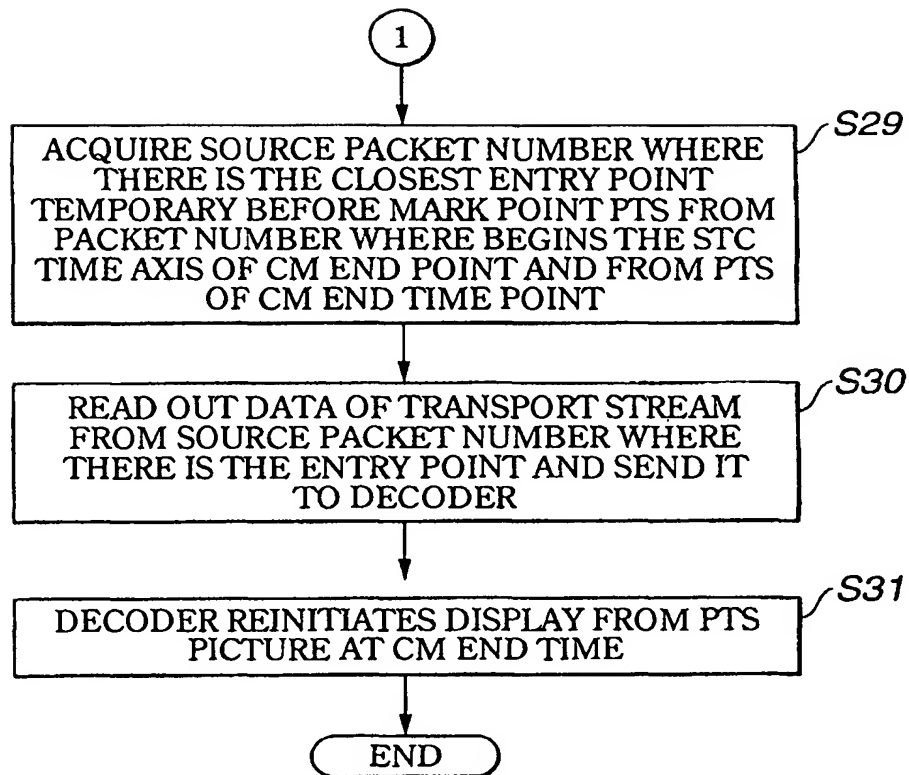 1
S29
ACQUIRE SOURCE PACKET NUMBER WHERE
THERE IS THE CLOSEST ENTRY POINT
TEMPORARY BEFORE MARK POINT PTS FROM
PACKET NUMBER WHERE BEGINS THE STC
TIME AXIS OF CM END POINT AND FROM PTS
OF CM END TIME POINT
S30
READ OUT DATA OF TRANSPORT STREAM
FROM SOURCE PACKET NUMBER WHERE
THERE IS THE ENTRY POINT AND SEND IT
TO DECODER
S31
DECODER REINITIATES DISPLAY FROM PTS
PICTURE AT CM END TIME
END